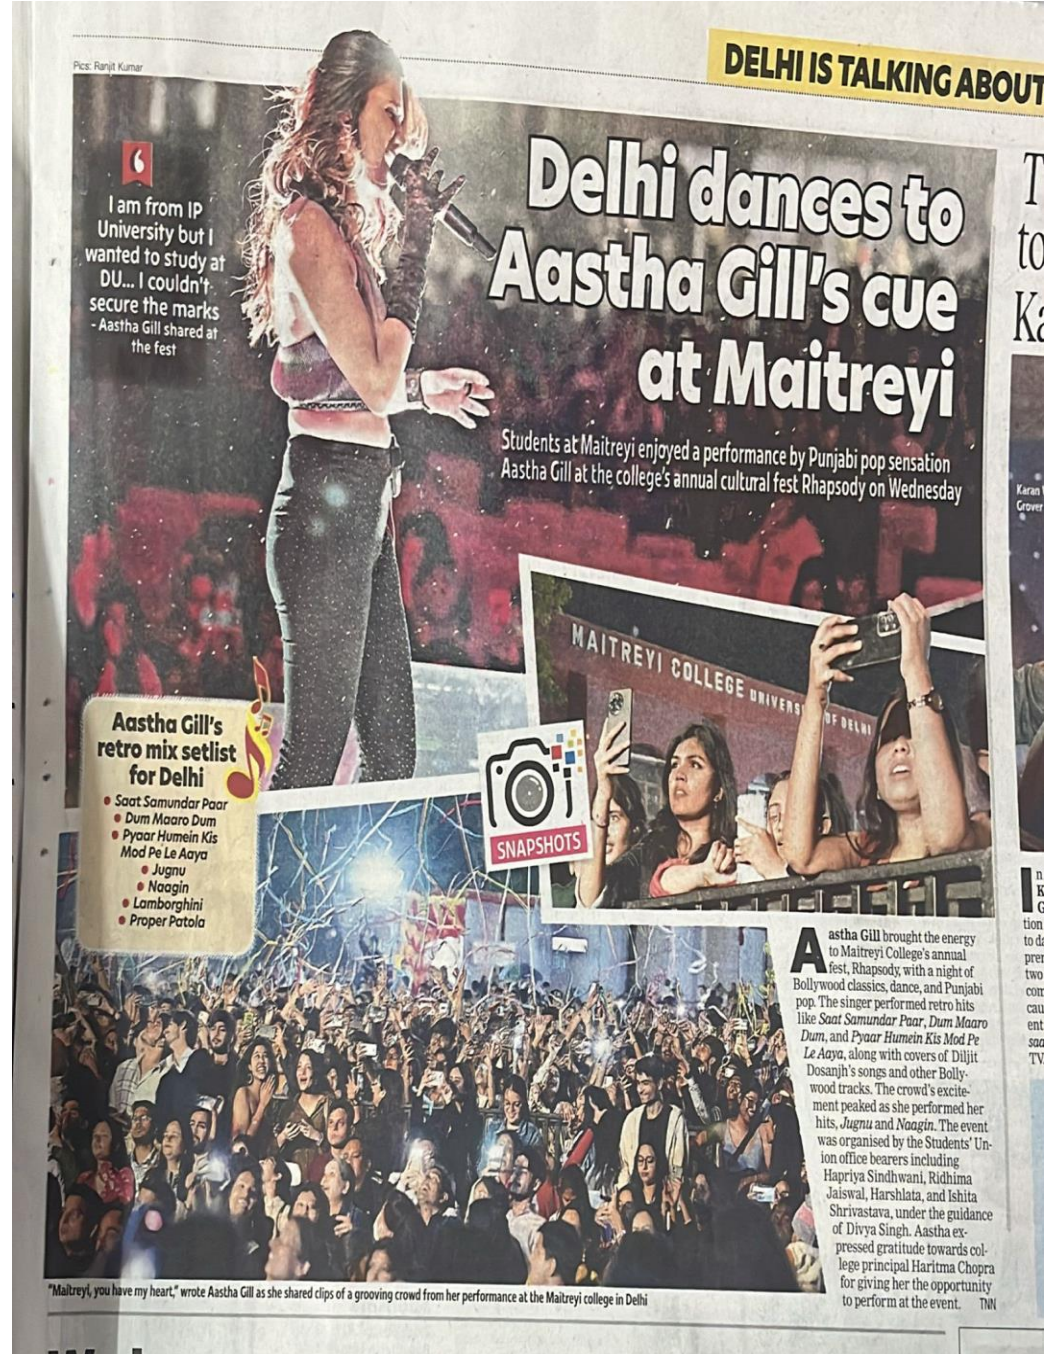 Pics: Ranjit Kumar
DELHI IS TALKING ABOUT
I am from IP
University but I
wanted to study at
DU... I couldn't
secure the marks
- Aastha Gill shared at
the fest
Delhi dances to
Aastha Gill's cue
at Maitreyi
Students at Maitreyi enjoyed a performance by Punjabi pop sensation
Aastha Gill at the college's annual cultural fest Rhapsody on Wednesday
MAITREYI COLLEGE UNIVERSITY OF DELHI
Aastha Gill's
retro mix setlist
for Delhi
• Saat Samundar Paar
• Dum Maaro Dum
• Pyaar Humein Kis
Mod Pe Le Aaya
• Jugnu
• Naagin
• Lamborghini
• Proper Patola
SNAPSHOTS
Aastha Gill brought the energy
to Maitreyi College's annual
fest, Rhapsody, with a night of
Bollywood classics, dance, and Punjabi
pop. The singer performed retro hits
like Saat Samundar Paar, Dum Maaro
Dum, and Pyaar Humein Kis Mod Pe
Le Aaya, along with covers of Diljit
Dosanjh's songs and other Bolly-
wood tracks. The crowd's excite-
ment peaked as she performed her
hits, Jugnu and Naagin. The event
was organised by the Students' Un-
ion office bearers including
Hapriya Sindhwani, Ridhima
Jaiswal, Harshlata, and Ishita
Shrivastava, under the guidance
of Divya Singh. Aastha ex-
pressed gratitude towards col-
lege principal Haritma Chopra
for giving her the opportunity
to perform at the event. TNN
"Maitreyi, you have my heart," wrote Aastha Gill as she shared clips of a grooving crowd from her performance at the Maitreyi college in Delhi
Karan
Grover